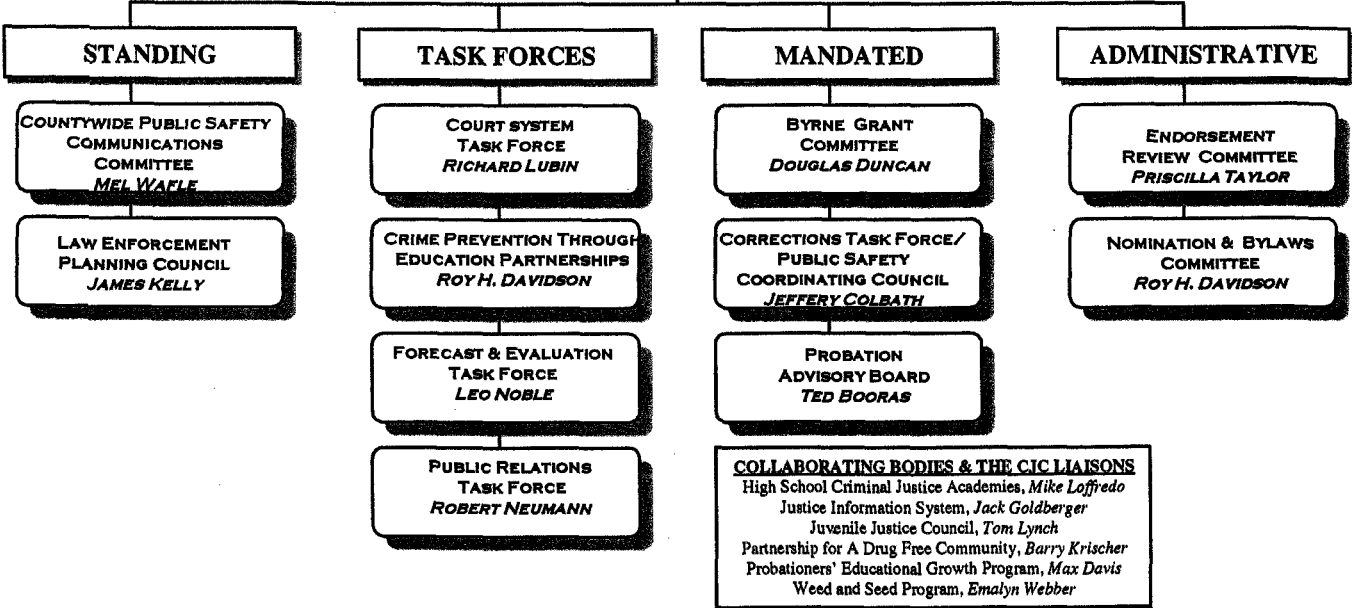 STANDING
COUNTYWIDE PUBLIC SAFETY
COMMUNICATIONS
COMMITTEE
MEL WAFLE
LAW ENFORCEMENT
PLANNING COUNCIL
JAMES KELLY
TASK FORCES
COURT SYSTEM
TASK FORCE
RICHARD LUBIN
CRIME PREVENTION THROUGH
EDUCATION PARTNERSHIPS
ROY H. DAVIDSON
FORECAST & EVALUATION
TASK FORCE
LEO NOBLE
PUBLIC RELATIONS
TASK FORCE
ROBERT NEUMANN
MANDATED
BYRNE GRANT
COMMITTEE
DOUGLAS DUNCAN
CORRECTIONS TASK FORCE/
PUBLIC SAFETY
COORDINATING COUNCIL
JEFFERY COLBATH
PROBATION
ADVISORY BOARD
TED BOORAS
ADMINISTRATIVE
ENDORSEMENT
REVIEW COMMITTEE
PRISCILLA TAYLOR
NOMINATION & BYLAWS
COMMITTEE
ROY H. DAVIDSON
COLLABORATING BODIES & THE CJC LIAISONS
High School Criminal Justice Academies, Mike Loffredo
Justice Information System, Jack Goldberger
Juvenile Justice Council, Tom Lynch
Partnership for A Drug Free Community, Barry Krischer
Probationers' Educational Growth Program, Max Davis
Weed and Seed Program, Emalyn Webber